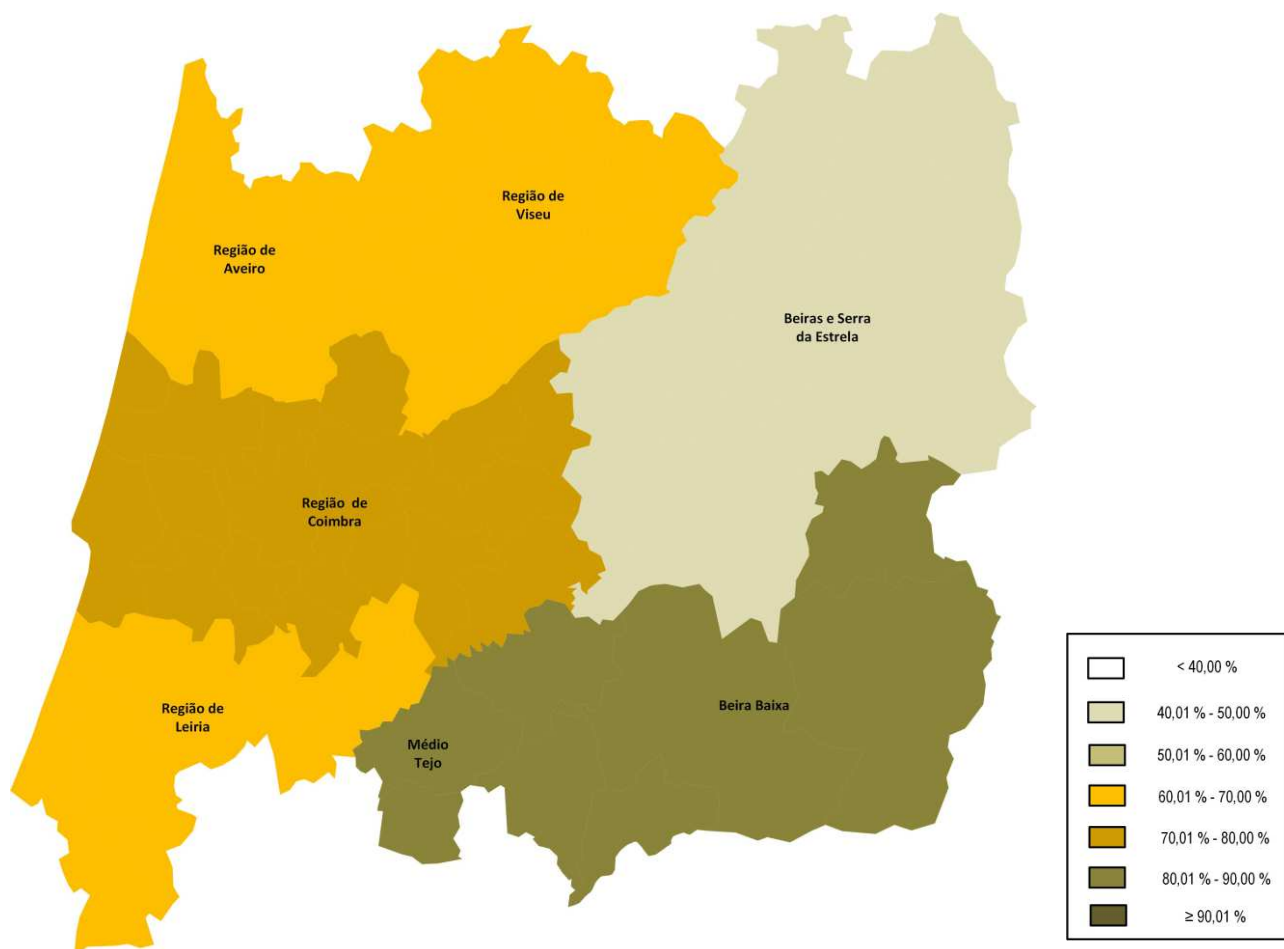 Região de
Viseu
Região de
Aveiro
Beiras e Serra
da Estrela
Região de
Coimbra
Região de
Leiria
Médio
Tejo
Beira Baixa
< 40,00 %
40,01 % - 50,00 %
50,01 % - 60,00 %
60,01 % - 70,00 %
70,01 % - 80,00 %
80,01 % - 90,00 %
≥ 90,01 %